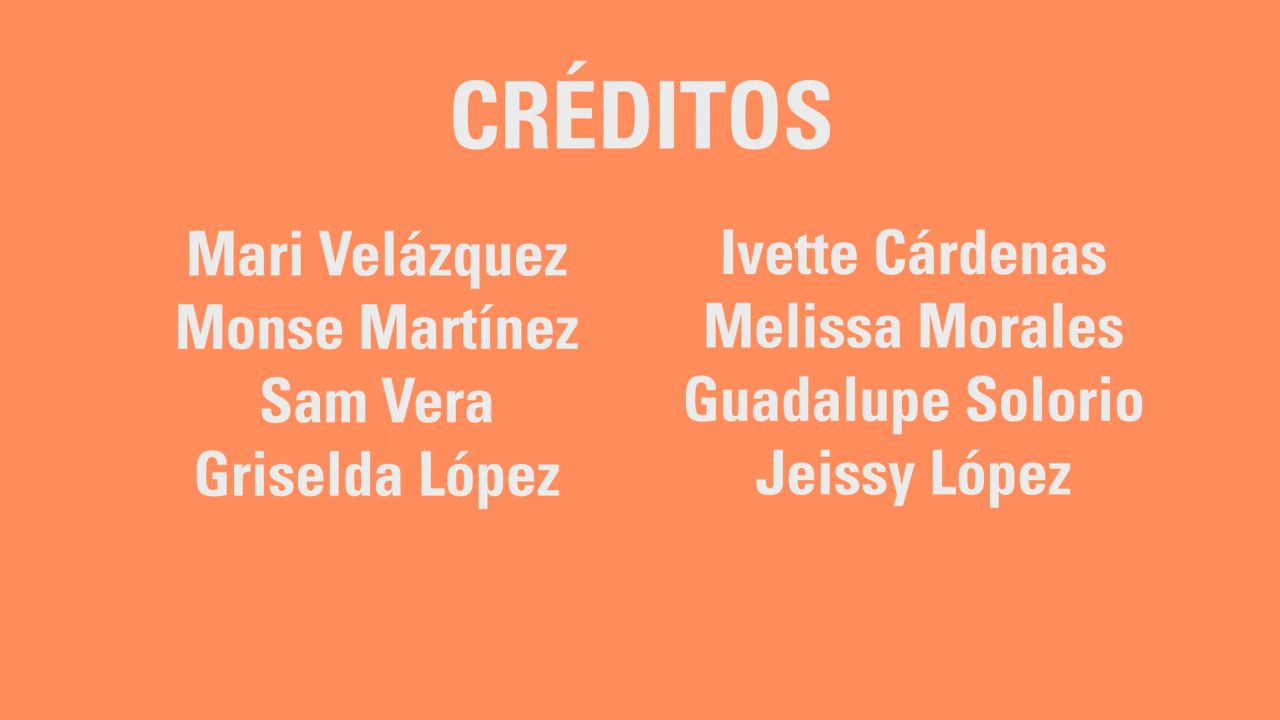 CRÉDITOS
Mari Velázquez
Monse Martínez
Sam Vera
Griselda López
Ivette Cárdenas
Melissa Morales
Guadalupe Solorio
Jeissy López